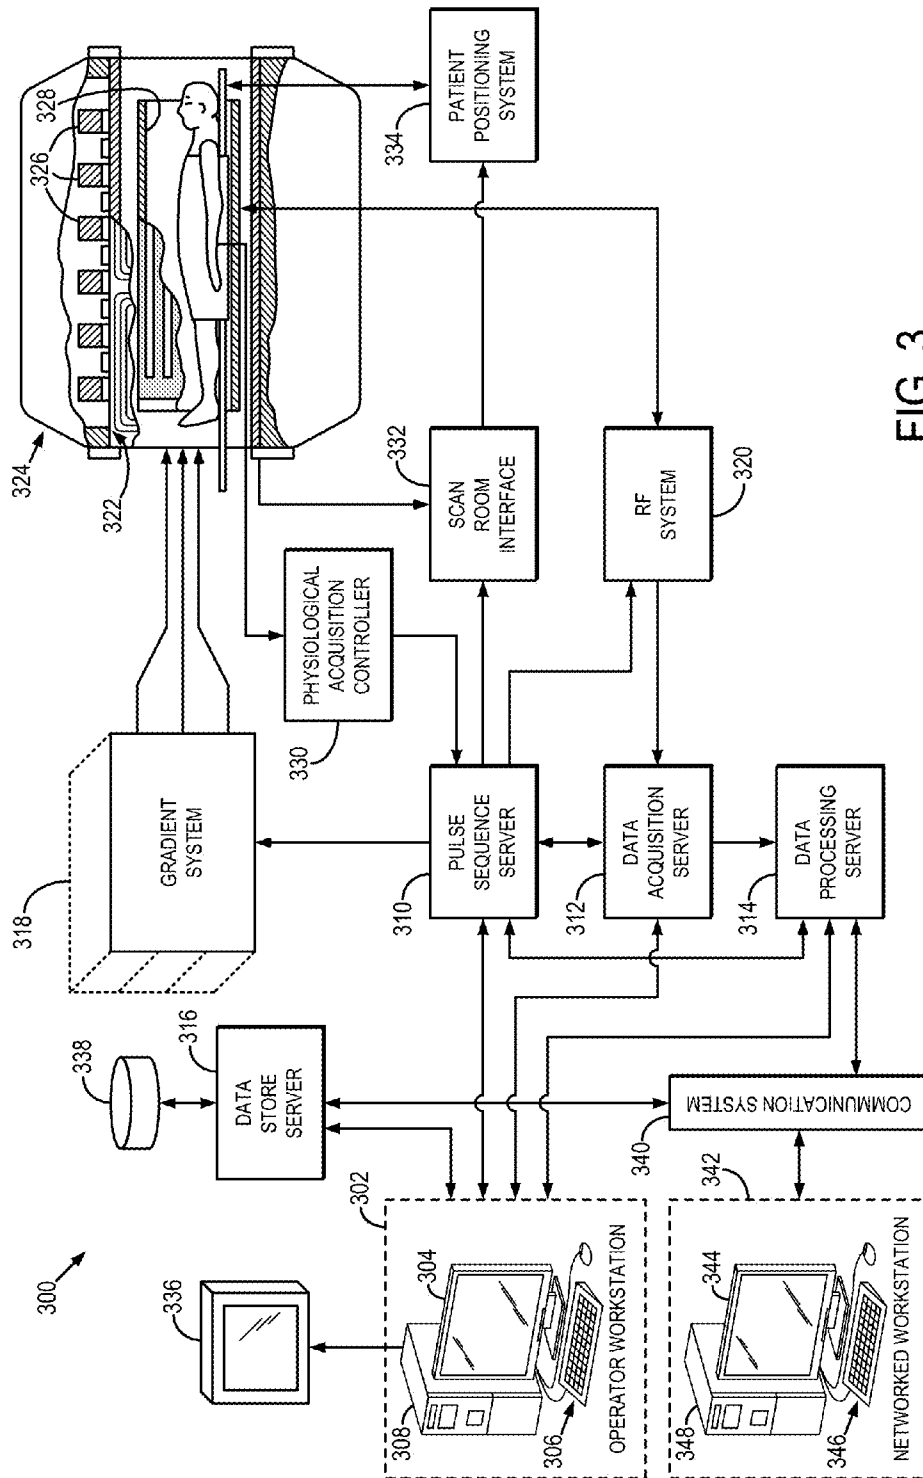 300
336
338
316
DATA
STORE
SERVER
318
GRADIENT
SYSTEM
324
322
326
328
302
304
308
306
OPERATOR WORKSTATION
310
PULSE
SEQUENCE
SERVER
330
PHYSIOLOGICAL
ACQUISITION
CONTROLLER
332
SCAN
ROOM
INTERFACE
334
PATIENT
POSITIONING
SYSTEM
312
DATA
ACQUISITION
SERVER
RF
SYSTEM
320
314
DATA
PROCESSING
SERVER
340
COMMUNICATION SYSTEM
342
344
348
346
NETWORKED WORKSTATION
FIG. 3